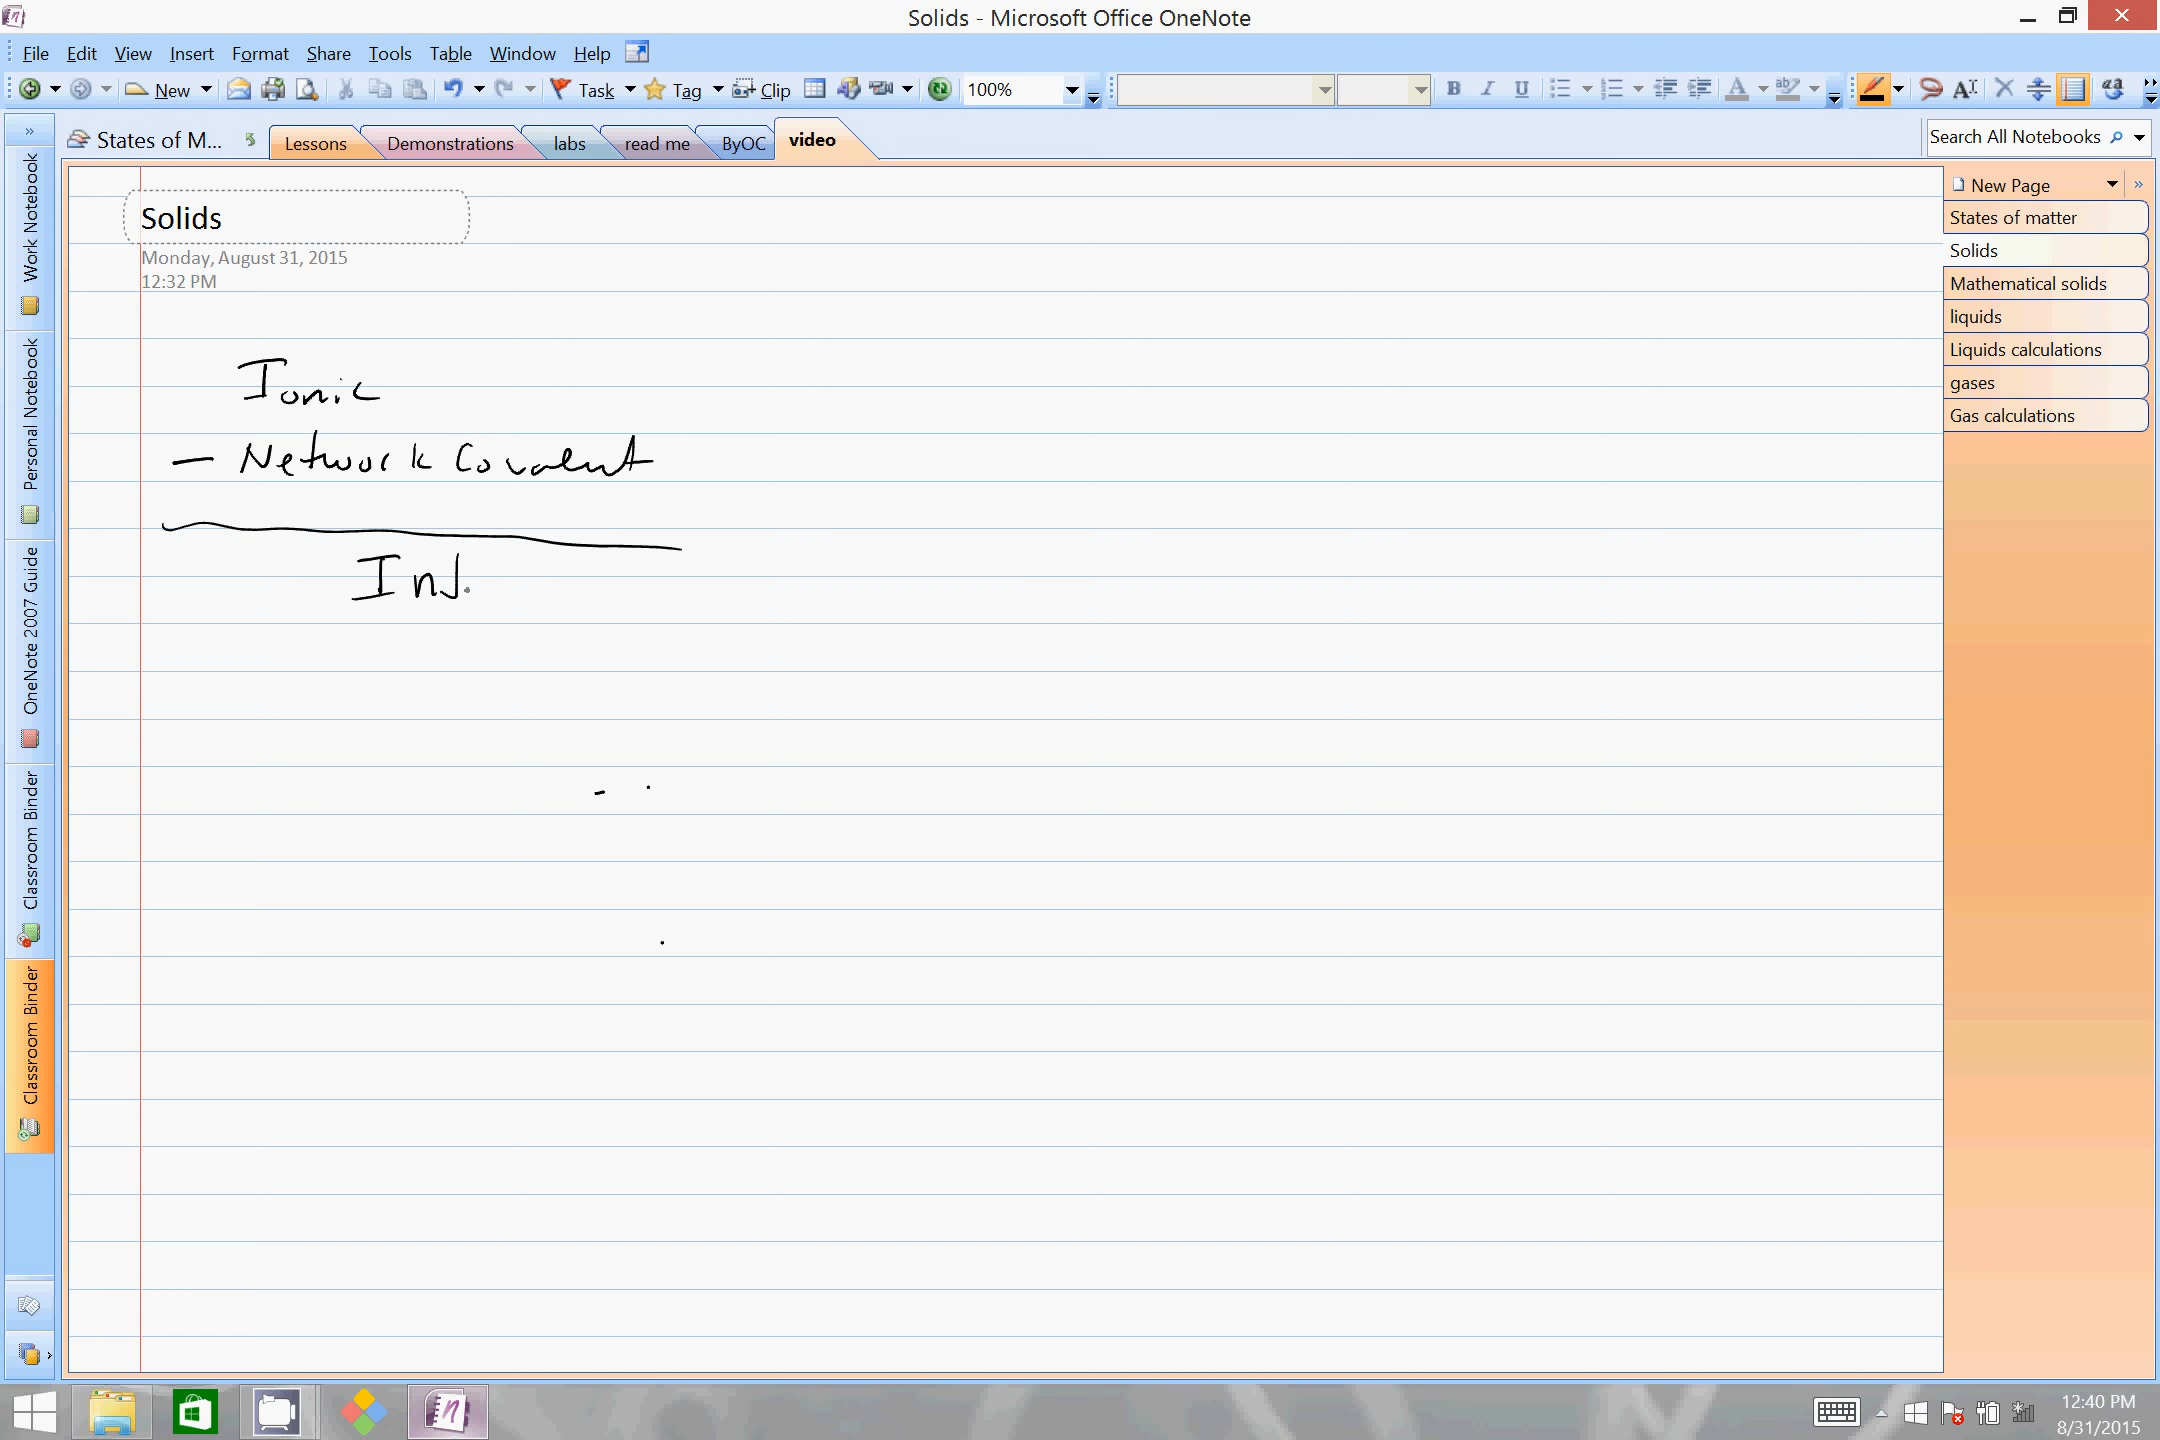 Solids - Microsoft Office OneNote
File Edit View Insert Format Share Tools Table Window Help
New Task Tag Clip 100% B I U
States of M... Lessons Demonstrations labs read me ByOC video
Search All Notebooks
Work Notebook
Personal Notebook
OneNote 2007 Guide
Classroom Binder
Classroom Binder
Solids
Monday, August 31, 2015
12:32 PM
Ionic
— Network Covalent
New Page
States of matter
Solids
Mathematical solids
liquids
Liquids calculations
gases
Gas calculations
12:40 PM
8/31/2015